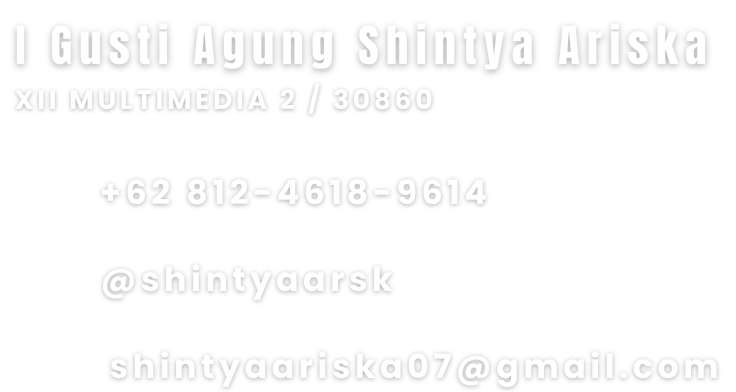 I Gusti Agung Shintya Ariska
XII MULTIMEDIA 2 / 30860
+62 812-4618-9614
@shintyaarsk
shintyaariska07@gmail.com